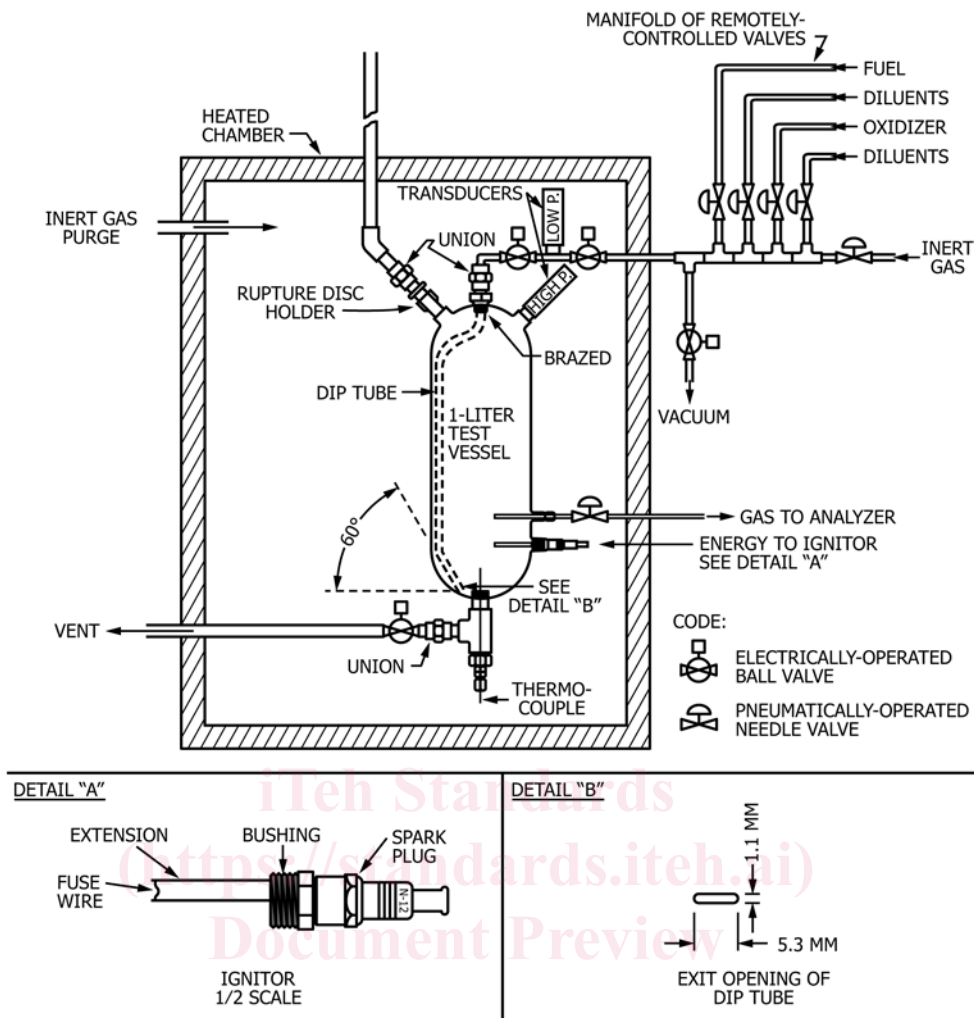 MANIFOLD OF REMOTELY-
CONTROLLED VALVES
FUEL
DILUENTS
OXIDIZER
DILUENTS
HEATED
CHAMBER
TRANSDUCERS
LOW P.
INERT GAS
PURGE
UNION
INERT
GAS
HIGH P.
RUPTURE DISC
HOLDER
BRAZED
DIP TUBE
1-LITER
TEST
VESSEL
VACUUM
60°
GAS TO ANALYZER
ENERGY TO IGNITOR
SEE DETAIL "A"
SEE
DETAIL "B"
VENT
UNION
THERMO-
COUPLE
CODE:
ELECTRICALLY-OPERATED
BALL VALVE
PNEUMATICALLY-OPERATED
NEEDLE VALVE
iTeh Standards
(https://standards.iteh.ai)
Document Preview
DETAIL "A"
EXTENSION
BUSHING
SPARK
PLUG
FUSE
WIRE
N-12
IGNITOR
1/2 SCALE
DETAIL "B"
1.1 MM
5.3 MM
EXIT OPENING OF
DIP TUBE